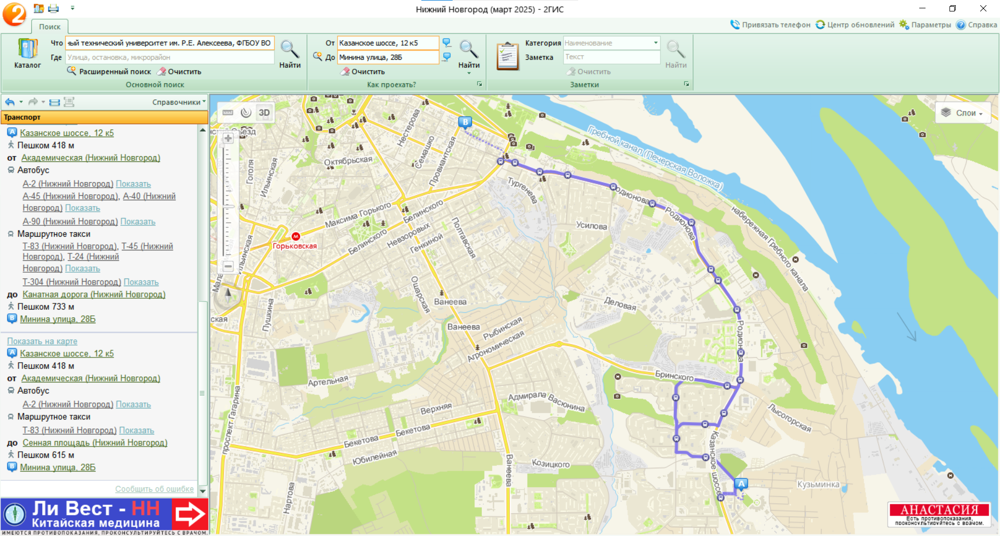 Нижний Новгород (март 2025) - 2ГИС
Поиск
Привязать телефон
Центр обновлений
Параметры
Справка
Каталог
Что
ный технический университет им. Р.Е. Алексеева, ФГБОУ ВО
Где
Улица, остановка, микрорайон
Расширенный поиск
Очистить
Найти
Основной поиск
От
Казанское шоссе, 12 к5
До
Минина улица, 28Б
Очистить
Найти
Как проехать?
Категория
Наименование
Заметка
Текст
Очистить
Найти
Заметки
Справочники
Транспорт
A Казанское шоссе, 12 к5
Пешком 418 м
от Академическая (Нижний Новгород)
Автобус
А-2 (Нижний Новгород) Показать
А-45 (Нижний Новгород), А-40 (Нижний
Новгород) Показать
А-90 (Нижний Новгород) Показать
Маршрутное такси
Т-83 (Нижний Новгород), Т-45 (Нижний
Новгород), Т-24 (Нижний
Новгород) Показать
Т-304 (Нижний Новгород) Показать
до Канатная дорога (Нижний Новгород)
Пешком 733 м
B Минина улица, 28Б
Показать на карте
A Казанское шоссе, 12 к5
Пешком 418 м
от Академическая (Нижний Новгород)
Автобус
А-2 (Нижний Новгород) Показать
Маршрутное такси
Т-83 (Нижний Новгород) Показать
до Сенная площадь (Нижний Новгород)
Пешком 615 м
B Минина улица, 28Б
Сообщить об ошибке
Ли Вест - НН
Китайская медицина
ИМЕЮТСЯ ПРОТИВОПОКАЗАНИЯ, ПРОКОНСУЛЬТИРУЙТЕСЬ С ВРАЧОМ.
3D
Слои
B
Нестерова
Семашко
Провиантская
Октябрьская
Гоголя
Ильинская
Гребной канал (Печерская Воложка)
Тургенева
Родионова
Родионова
Максима Горького
Белинского
Белинского
Невзоровых
Генкиной
Полтавская
Усилова
набережная Гребного канала
Горьковская
Ильинская
Ошарская
Ванеева
Ванеева
Деловая
Пушкина
ская
Рыбинская
Агрономическая
Родионова
Бринского
Артельная
Адмирала Васюнина
проспект Гагарина
Верхняя
Бекетова
Бекетова
Юбилейная
Лысогорская
Казанское шоссе
Козицкого
Ванеева
Нартова
A
Кузьминка
АНАСТАСИЯ
Есть противопоказания,
проконсультируйтесь с врачом.